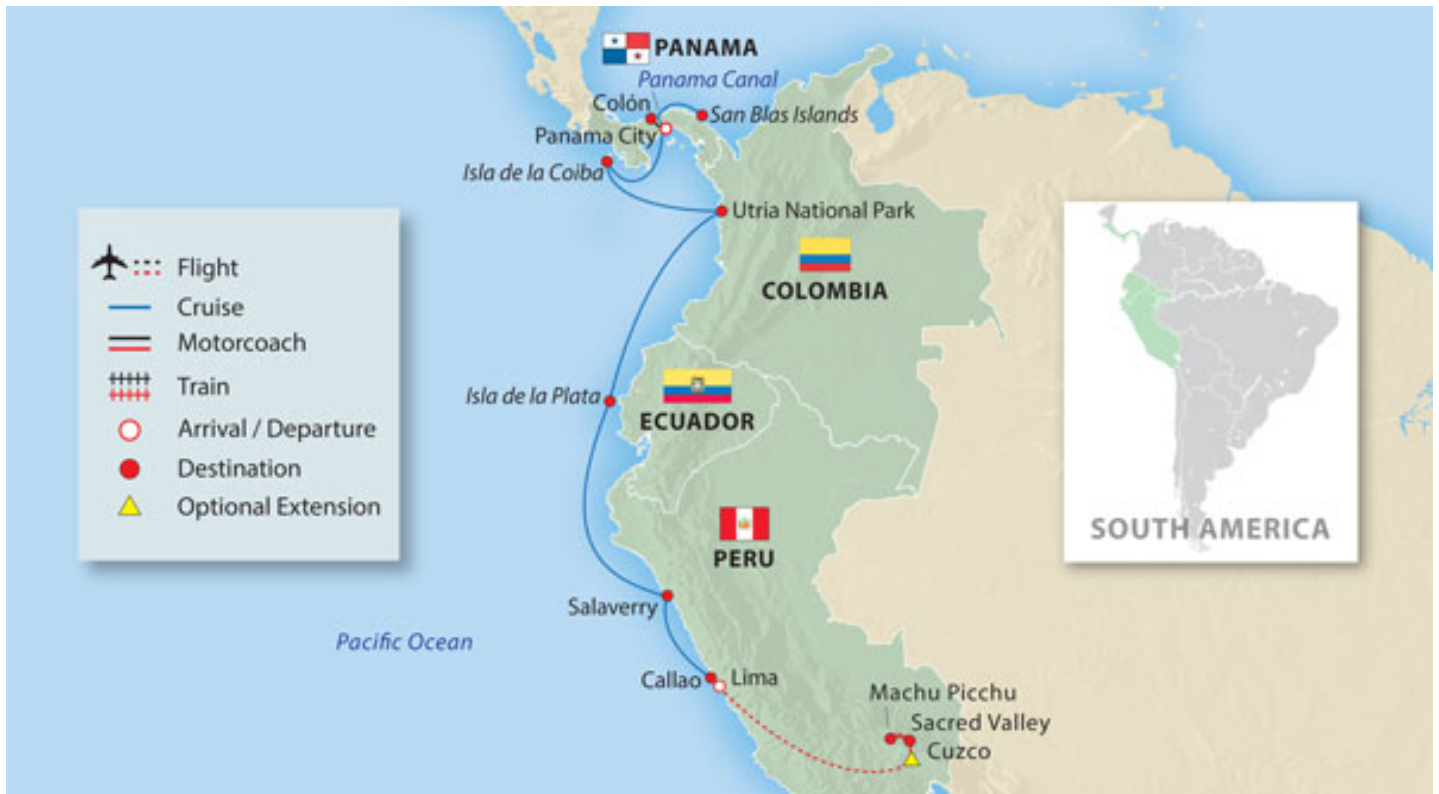 PANAMA
Panama Canal
Colón
San Blas Islands
Panama City
Isla de la Coiba
Utria National Park
COLOMBIA
Isla de la Plata
ECUADOR
PERU
Salaverry
Pacific Ocean
Callao
Lima
Machu Picchu
Sacred Valley
Cuzco
Flight
Cruise
Motorcoach
Train
Arrival / Departure
Destination
Optional Extension
SOUTH AMERICA